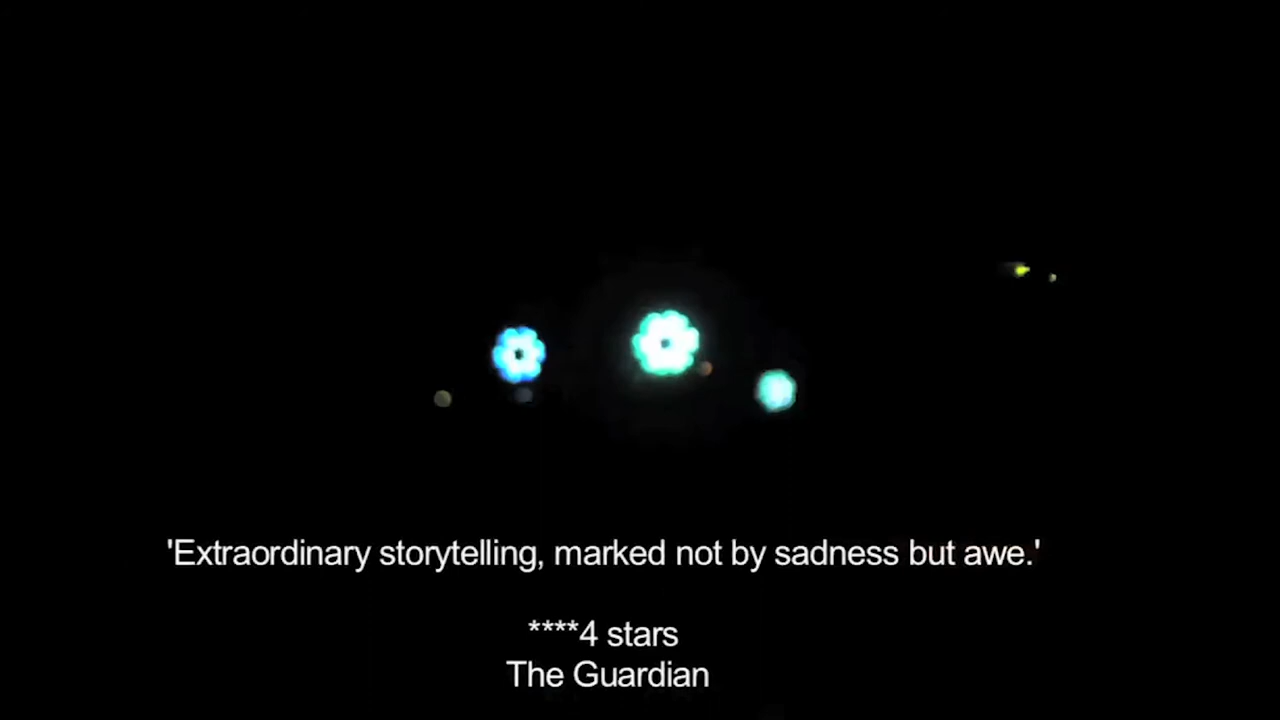 'Extraordinary storytelling, marked not by sadness but awe.'
****4 stars
The Guardian